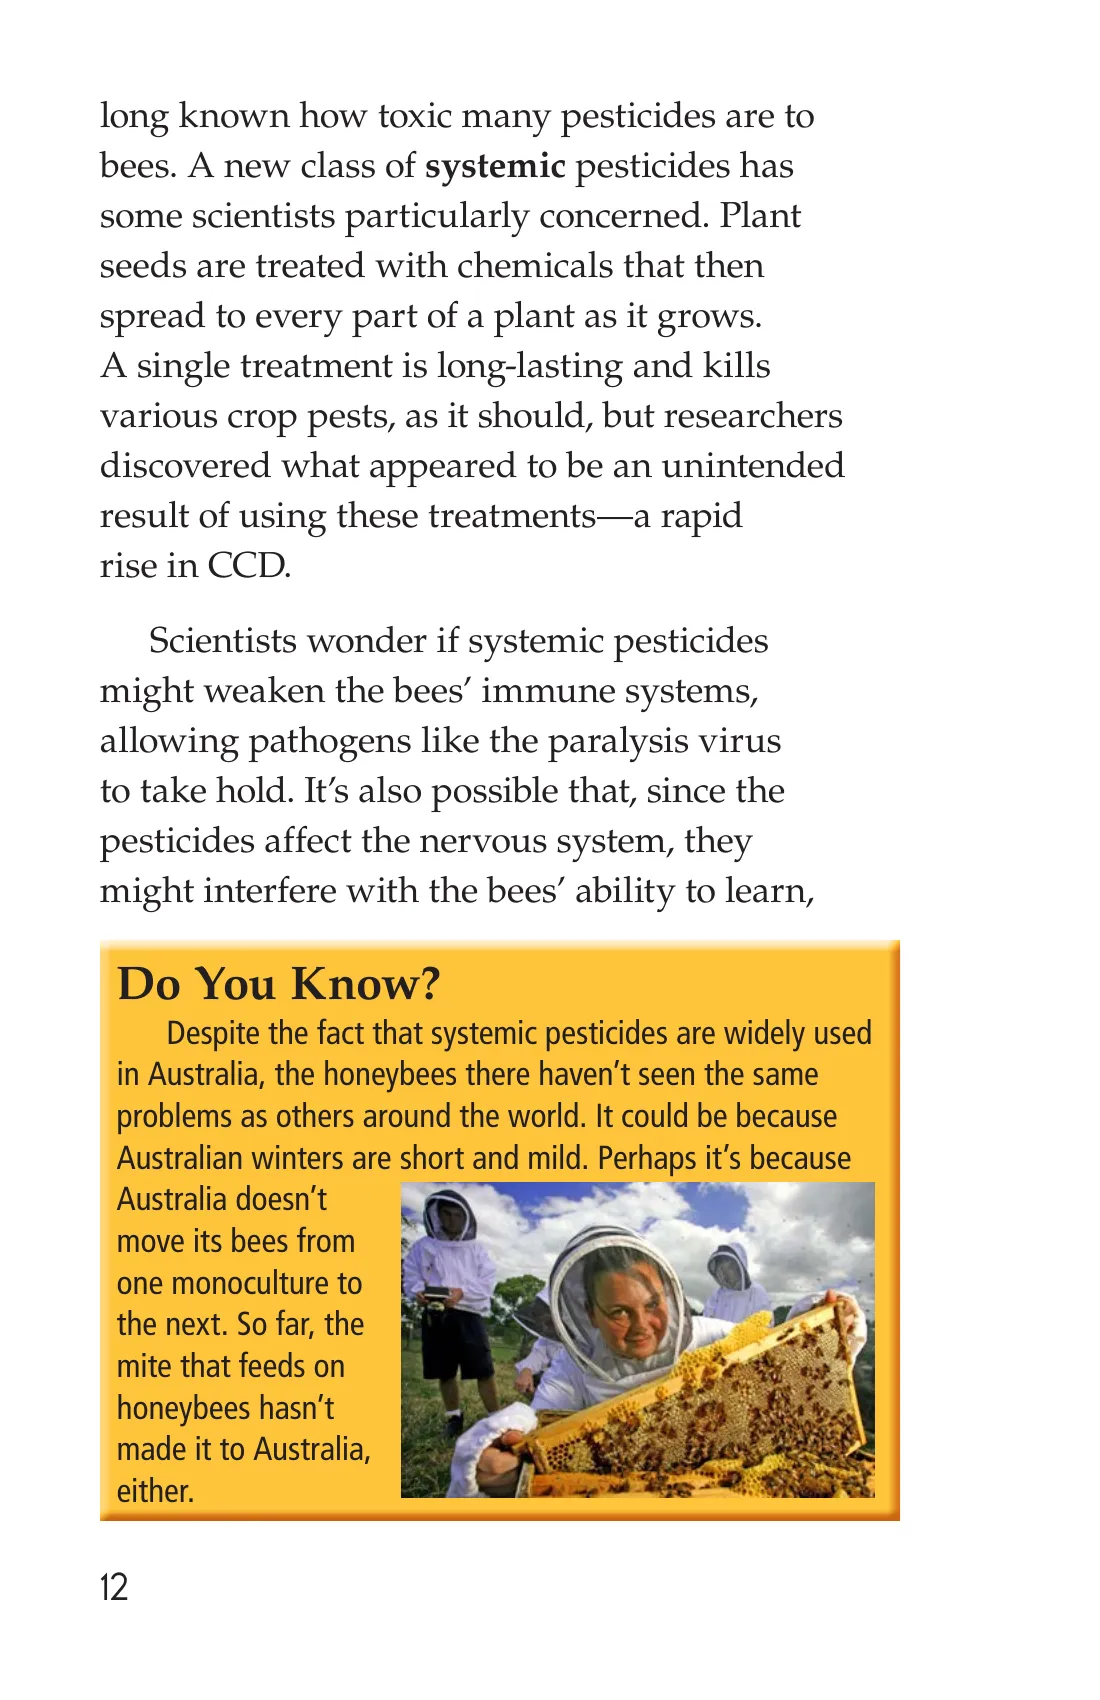 long known how toxic many pesticides are to
bees. A new class of systemic pesticides has
some scientists particularly concerned. Plant
seeds are treated with chemicals that then
spread to every part of a plant as it grows.
A single treatment is long-lasting and kills
various crop pests, as it should, but researchers
discovered what appeared to be an unintended
result of using these treatments—a rapid
rise in CCD.
Scientists wonder if systemic pesticides
might weaken the bees’ immune systems,
allowing pathogens like the paralysis virus
to take hold. It’s also possible that, since the
pesticides affect the nervous system, they
might interfere with the bees’ ability to learn,
Do You Know?
Despite the fact that systemic pesticides are widely used
in Australia, the honeybees there haven’t seen the same
problems as others around the world. It could be because
Australian winters are short and mild. Perhaps it’s because
Australia doesn’t
move its bees from
one monoculture to
the next. So far, the
mite that feeds on
honeybees hasn’t
made it to Australia,
either.
12